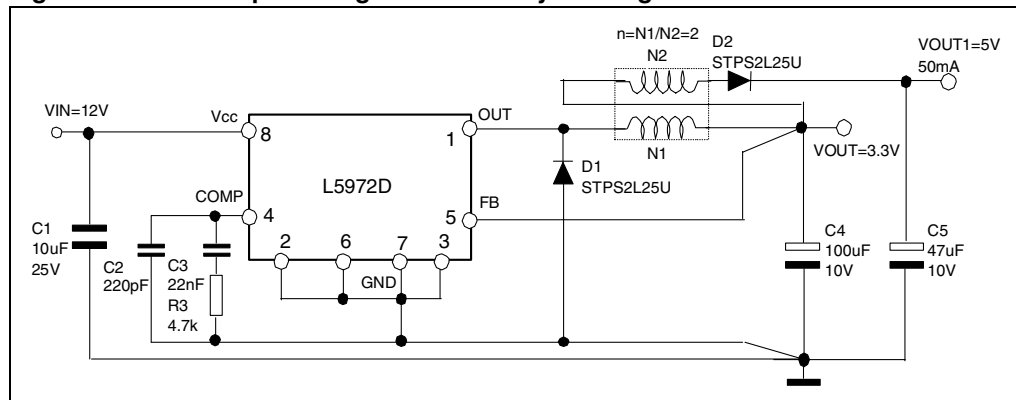 n=N1/N2=2
N2
D2
STPS2L25U
VOUT1=5V
50mA
VIN=12V
Vcc
8
OUT
1
N1
VOUT=3.3V
L5972D
D1
STPS2L25U
COMP
4
FB
5
2
6
7
3
GND
C1
10uF
25V
C2
220pF
C3
22nF
R3
4.7k
C4
100uF
10V
C5
47uF
10V